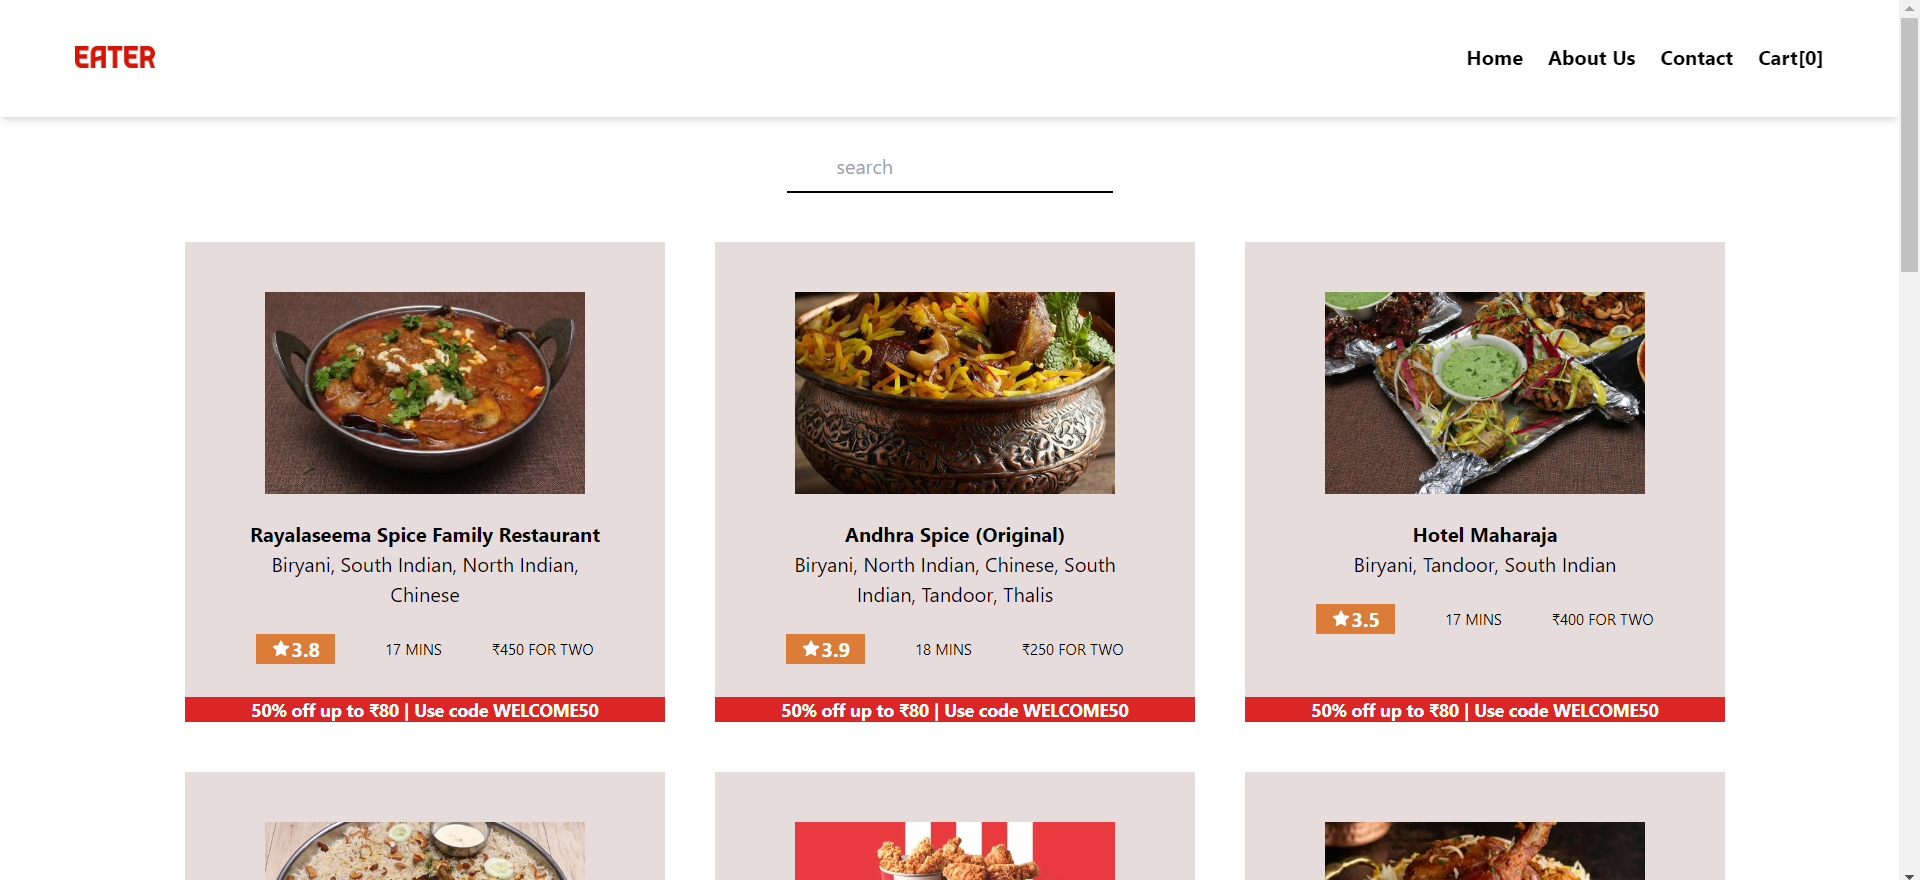 EATER
Home About Us Contact Cart[0]
search
Rayalaseema Spice Family Restaurant
Biryani, South Indian, North Indian,
Chinese
3.8 17 MINS ₹450 FOR TWO
50% off up to ₹80 | Use code WELCOME50
Andhra Spice (Original)
Biryani, North Indian, Chinese, South
Indian, Tandoor, Thalis
3.9 18 MINS ₹250 FOR TWO
50% off up to ₹80 | Use code WELCOME50
Hotel Maharaja
Biryani, Tandoor, South Indian
3.5 17 MINS ₹400 FOR TWO
50% off up to ₹80 | Use code WELCOME50